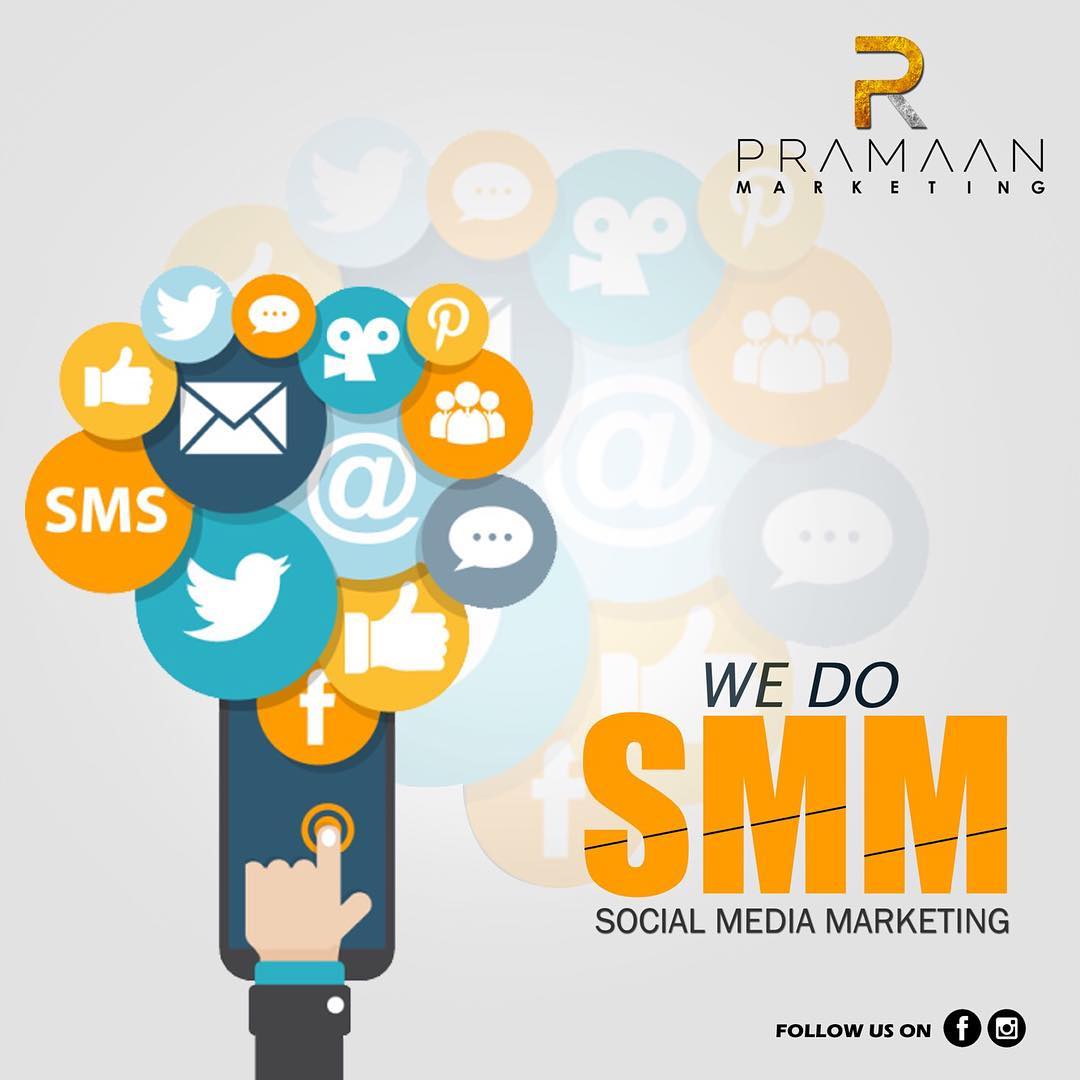 PRAMAAN
MARKETING
SMS
WE DO
SMM
SOCIAL MEDIA MARKETING
FOLLOW US ON